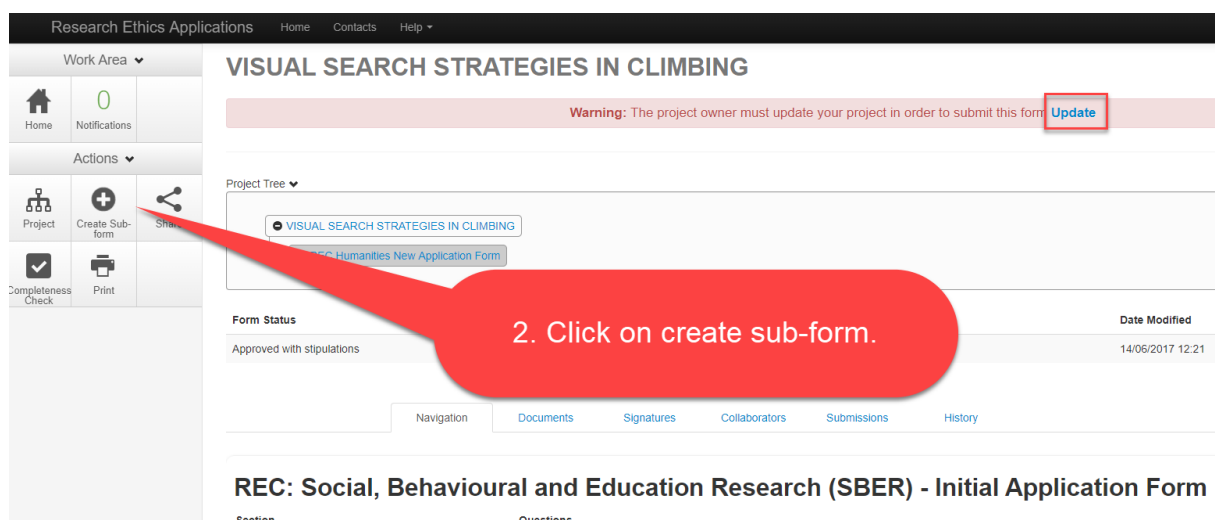 Research Ethics Applications Home Contacts Help
Work Area
Home
0
Notifications
Actions
Project
Create Sub-
form
Share
Completeness
Check
Print
VISUAL SEARCH STRATEGIES IN CLIMBING
Warning: The project owner must update your project in order to submit this form Update
Project Tree
VISUAL SEARCH STRATEGIES IN CLIMBING
REC Humanities New Application Form
2. Click on create sub-form.
Form Status
Date Modified
Approved with stipulations
14/06/2017 12:21
Navigation Documents Signatures Collaborators Submissions History
REC: Social, Behavioural and Education Research (SBER) - Initial Application Form
Section Questions